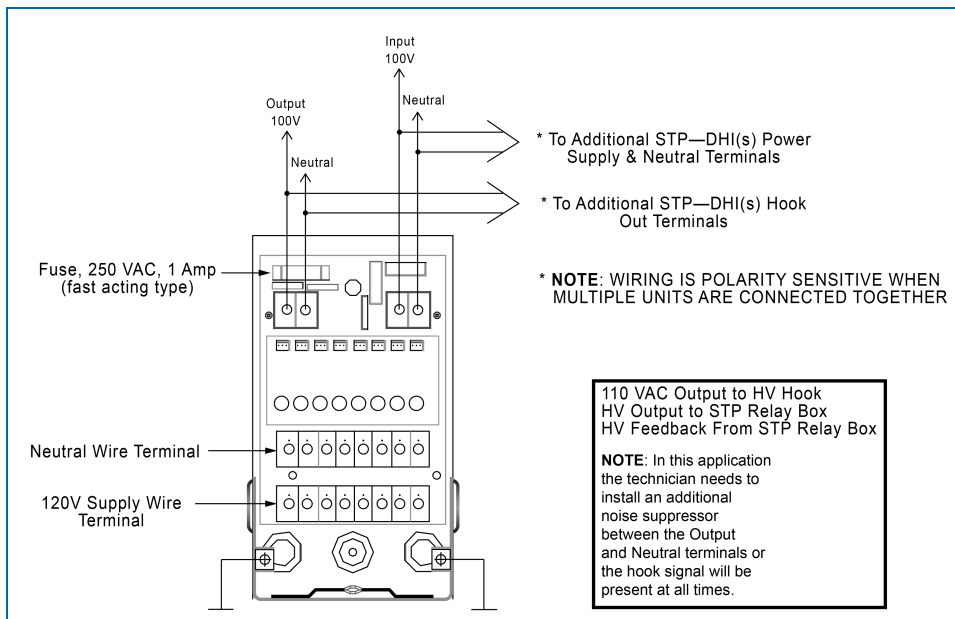 Input
100V
Neutral
Output
100V
Neutral
* To Additional STP—DHI(s) Power
Supply & Neutral Terminals
* To Additional STP—DHI(s) Hook
Out Terminals
Fuse, 250 VAC, 1 Amp
(fast acting type)
* NOTE: WIRING IS POLARITY SENSITIVE WHEN
MULTIPLE UNITS ARE CONNECTED TOGETHER
110 VAC Output to HV Hook
HV Output to STP Relay Box
HV Feedback From STP Relay Box
NOTE: In this application
the technician needs to
install an additional
noise suppressor
between the Output
and Neutral terminals or
the hook signal will be
present at all times.
Neutral Wire Terminal
120V Supply Wire
Terminal